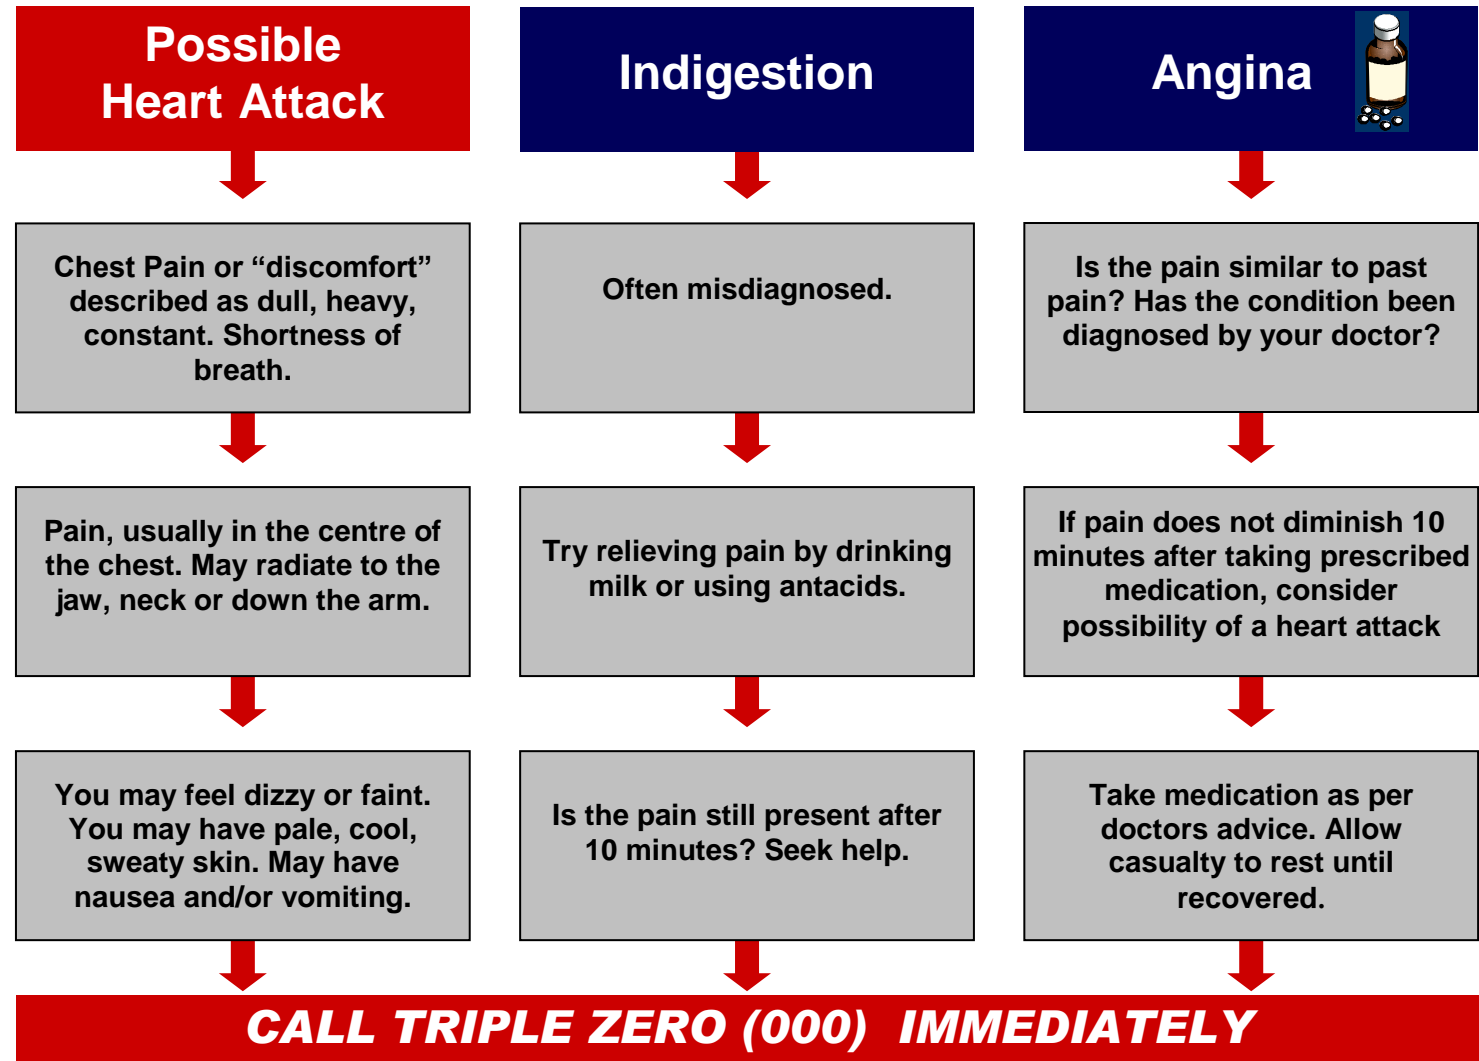 Possible
Heart Attack
Chest Pain or “discomfort”
described as dull, heavy,
constant. Shortness of
breath.
Pain, usually in the centre of
the chest. May radiate to the
jaw, neck or down the arm.
You may feel dizzy or faint.
You may have pale, cool,
sweaty skin. May have
nausea and/or vomiting.
Indigestion
Often misdiagnosed.
Try relieving pain by drinking
milk or using antacids.
Is the pain still present after
10 minutes? Seek help.
Angina
Is the pain similar to past
pain? Has the condition been
diagnosed by your doctor?
If pain does not diminish 10
minutes after taking prescribed
medication, consider
possibility of a heart attack
Take medication as per
doctors advice. Allow
casualty to rest until
recovered.
CALL TRIPLE ZERO (000) IMMEDIATELY